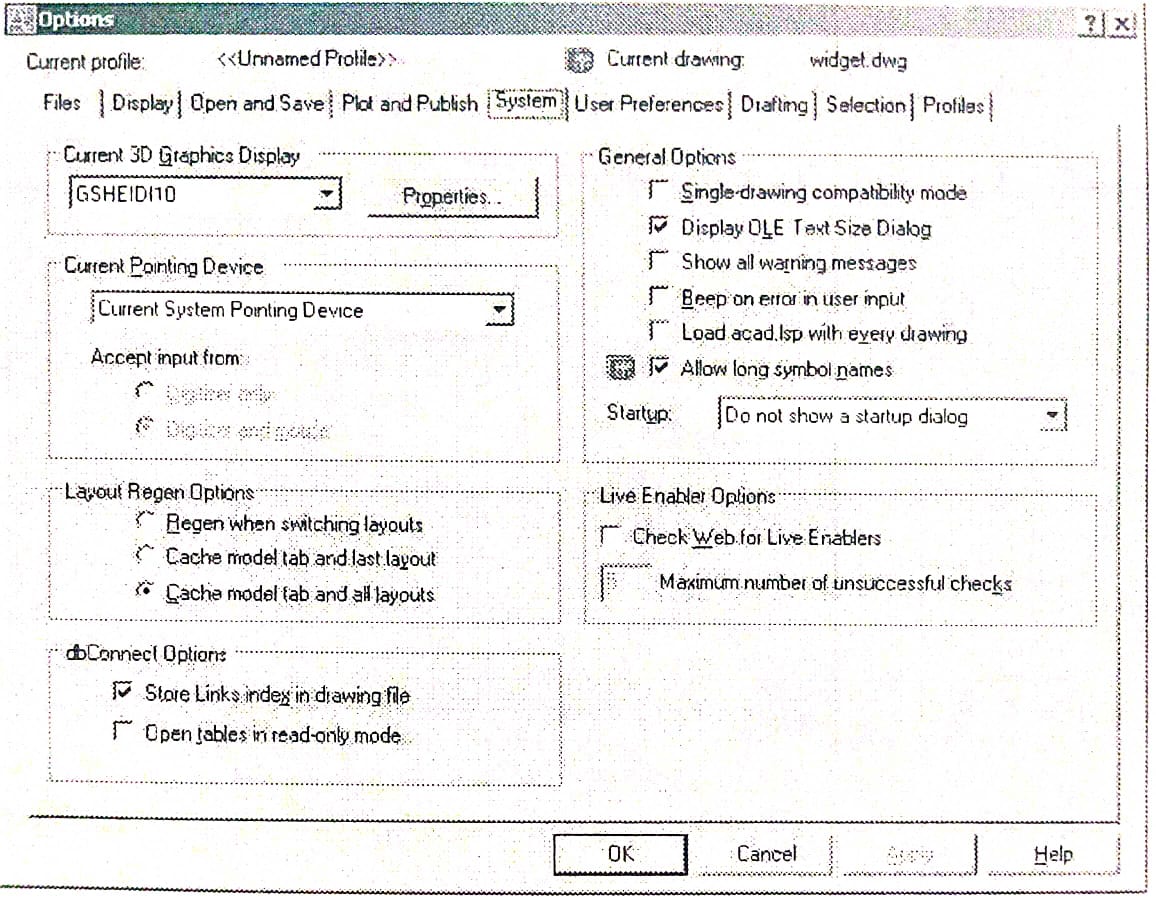 Options
Current profile: <<Unnamed Profile>> Current drawing: widget.dwg
Files Display Open and Save Plot and Publish System User Preferences Drafting Selection Profiles
Current 3D Graphics Display
GSHEIDI10 Properties...
Current Pointing Device
Current System Pointing Device
Accept input from:
Digitizer only
Digitizer and mouse
Layout Regen Options
Regen when switching layouts
Cache model tab and last layout
Cache model tab and all layouts
dbConnect Options
Store Links index in drawing file
Open tables in read-only mode
General Options
Single-drawing compatibility mode
Display OLE Text Size Dialog
Show all warning messages
Beep on error in user input
Load acad.lsp with every drawing
Allow long symbol names
Startup: Do not show a startup dialog
Live Enabler Options
Check Web for Live Enablers
Maximum number of unsuccessful checks
OK Cancel Apply Help